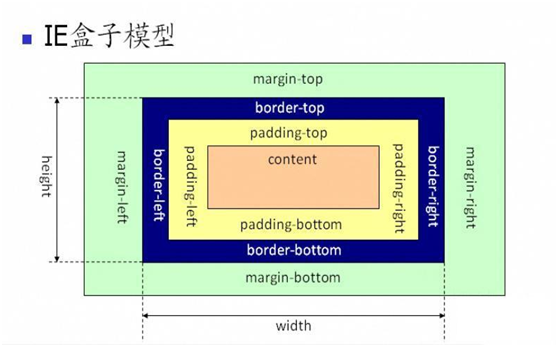 IE盒子模型
margin-top
border-top
padding-top
content
height
margin-left
border-left
padding-left
padding-right
border-right
margin-right
padding-bottom
border-bottom
margin-bottom
width